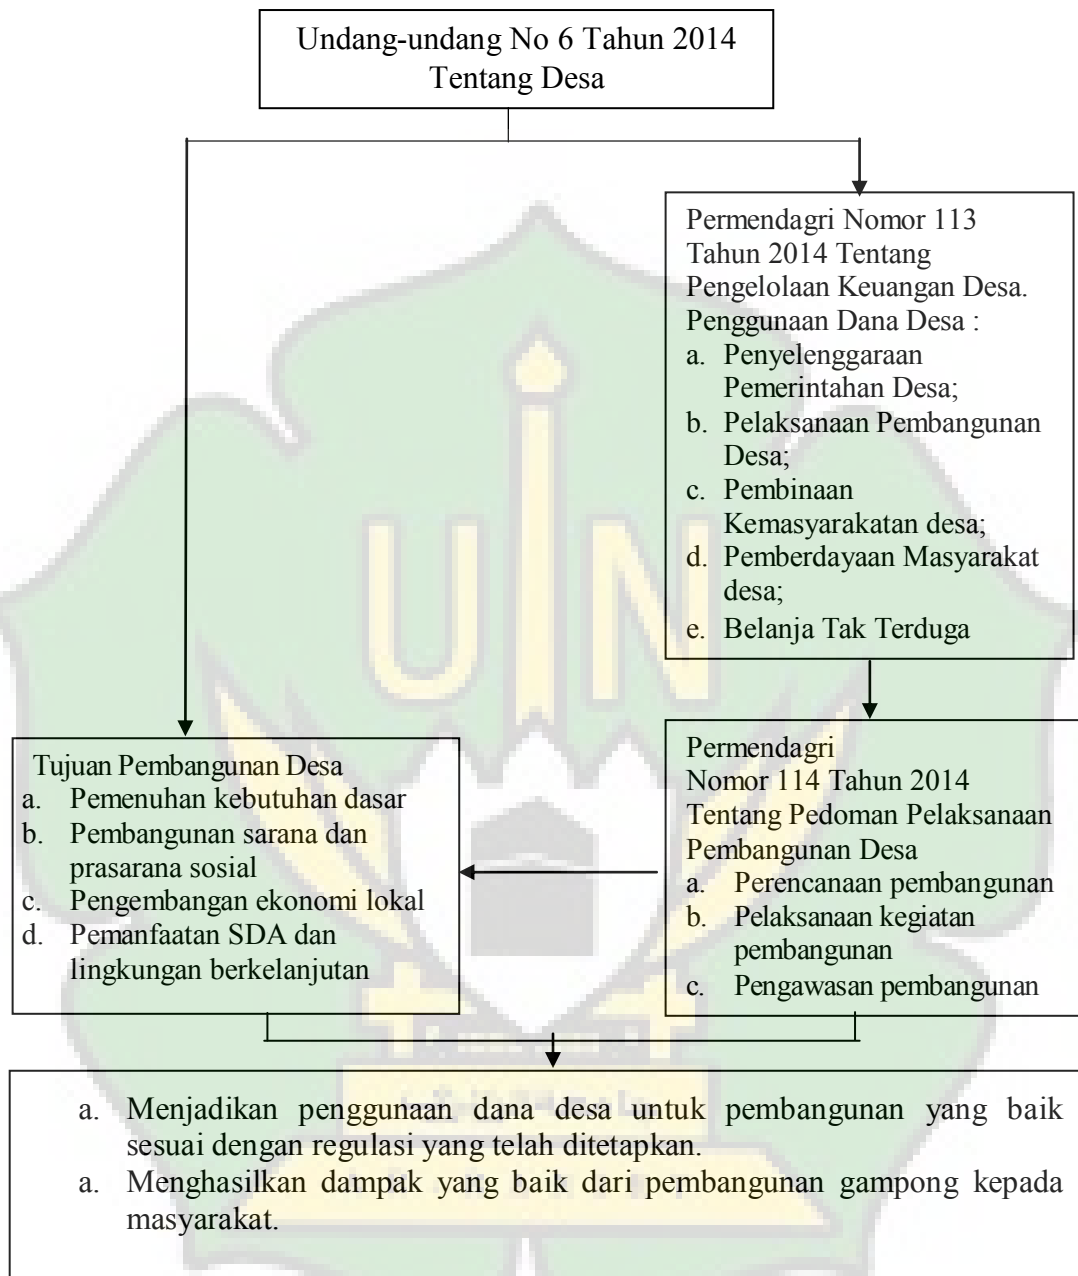 Undang-undang No 6 Tahun 2014
Tentang Desa
Permendagri Nomor 113
Tahun 2014 Tentang
Pengelolaan Keuangan Desa.
Penggunaan Dana Desa :
a. Penyelenggaraan
Pemerintahan Desa;
b. Pelaksanaan Pembangunan
Desa;
c. Pembinaan
Kemasyarakatan desa;
d. Pemberdayaan Masyarakat
desa;
e. Belanja Tak Terduga
Tujuan Pembangunan Desa
a. Pemenuhan kebutuhan dasar
b. Pembangunan sarana dan
prasarana sosial
c. Pengembangan ekonomi lokal
d. Pemanfaatan SDA dan
lingkungan berkelanjutan
Permendagri
Nomor 114 Tahun 2014
Tentang Pedoman Pelaksanaan
Pembangunan Desa
a. Perencanaan pembangunan
b. Pelaksanaan kegiatan
pembangunan
c. Pengawasan pembangunan
a. Menjadikan penggunaan dana desa untuk pembangunan yang baik
sesuai dengan regulasi yang telah ditetapkan.
a. Menghasilkan dampak yang baik dari pembangunan gampong kepada
masyarakat.
UIN